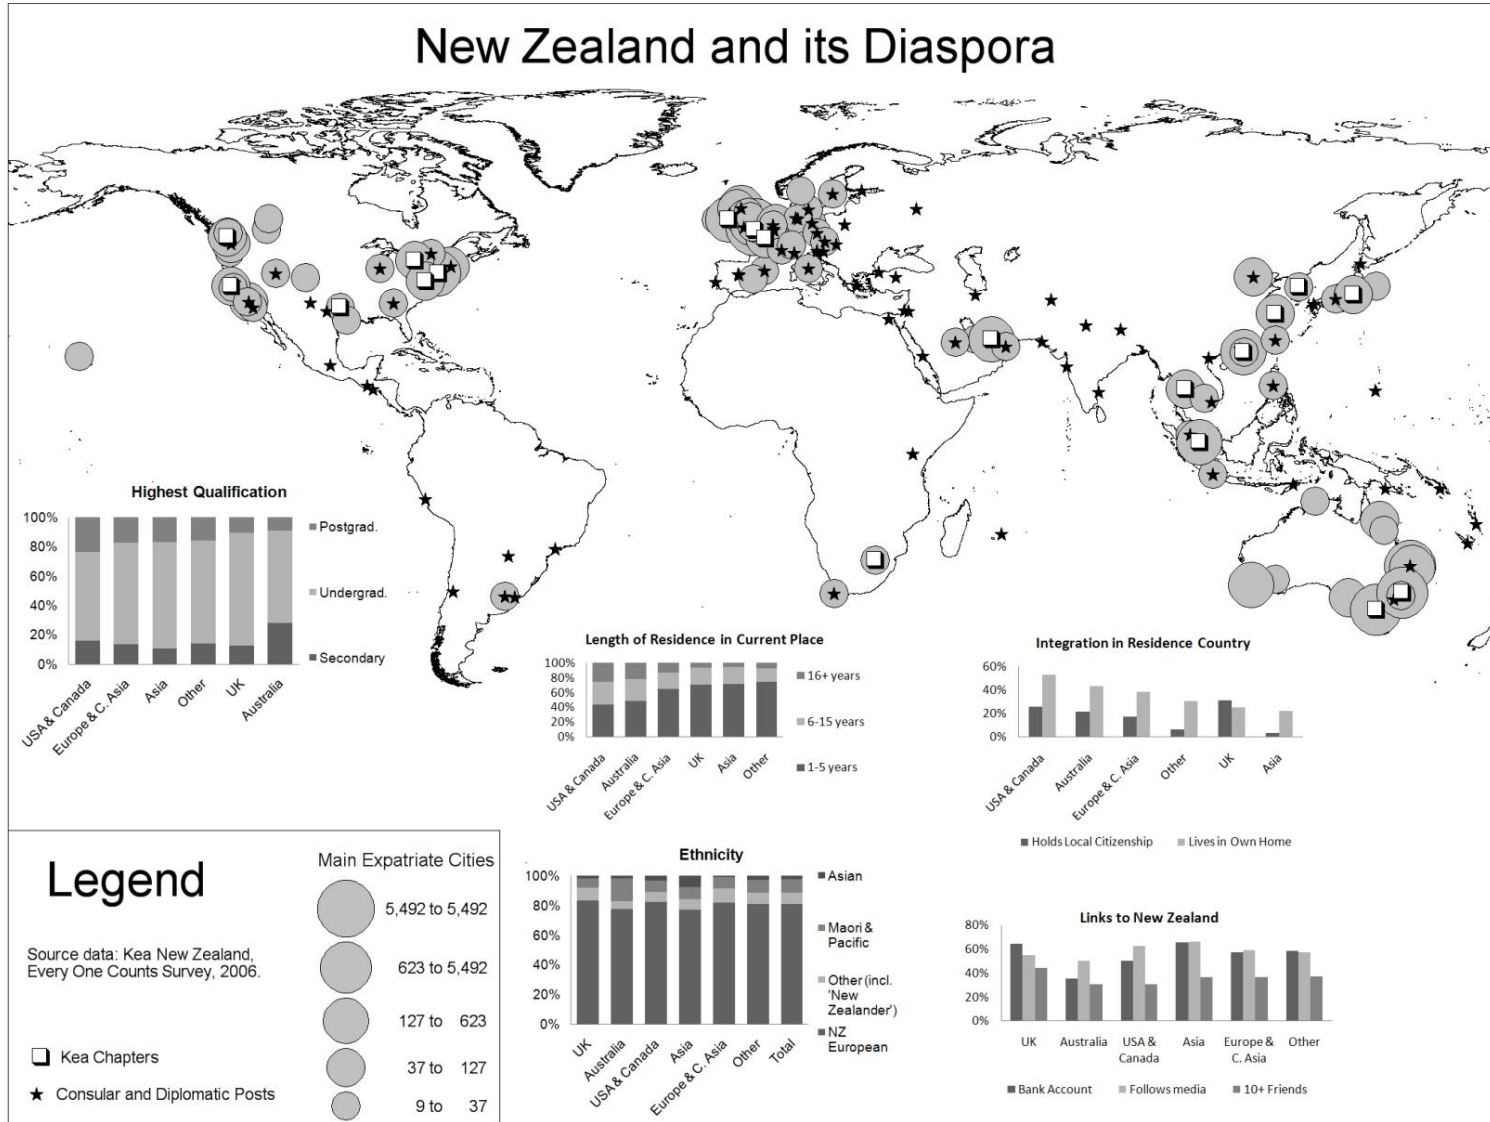 New Zealand and its Diaspora
Highest Qualification
100%
80%
60%
40%
20%
0%
Postgrad.
Undergrad.
Secondary
USA & Canada
Europe & C. Asia
Asia
Other
UK
Australia
Length of Residence in Current Place
100%
80%
60%
40%
20%
0%
16+ years
6-15 years
1-5 years
USA & Canada
Australia
Europe & C. Asia
UK
Asia
Other
Integration in Residence Country
60%
40%
20%
0%
USA & Canada
Australia
Europe & C. Asia
Other
UK
Asia
Holds Local Citizenship
Lives in Own Home
Legend
Source data: Kea New Zealand,
Every One Counts Survey, 2006.
Kea Chapters
Consular and Diplomatic Posts
Main Expatriate Cities
5,492 to 5,492
623 to 5,492
127 to 623
37 to 127
9 to 37
Ethnicity
100%
80%
60%
40%
20%
0%
Asian
Maori &
Pacific
Other (incl.
'New
Zealander')
NZ
European
UK
Australia
USA & Canada
Asia
Europe & C. Asia
Other
Total
Links to New Zealand
80%
60%
40%
20%
0%
UK
Australia
USA &
Canada
Asia
Europe &
C. Asia
Other
Bank Account
Follows media
10+ Friends